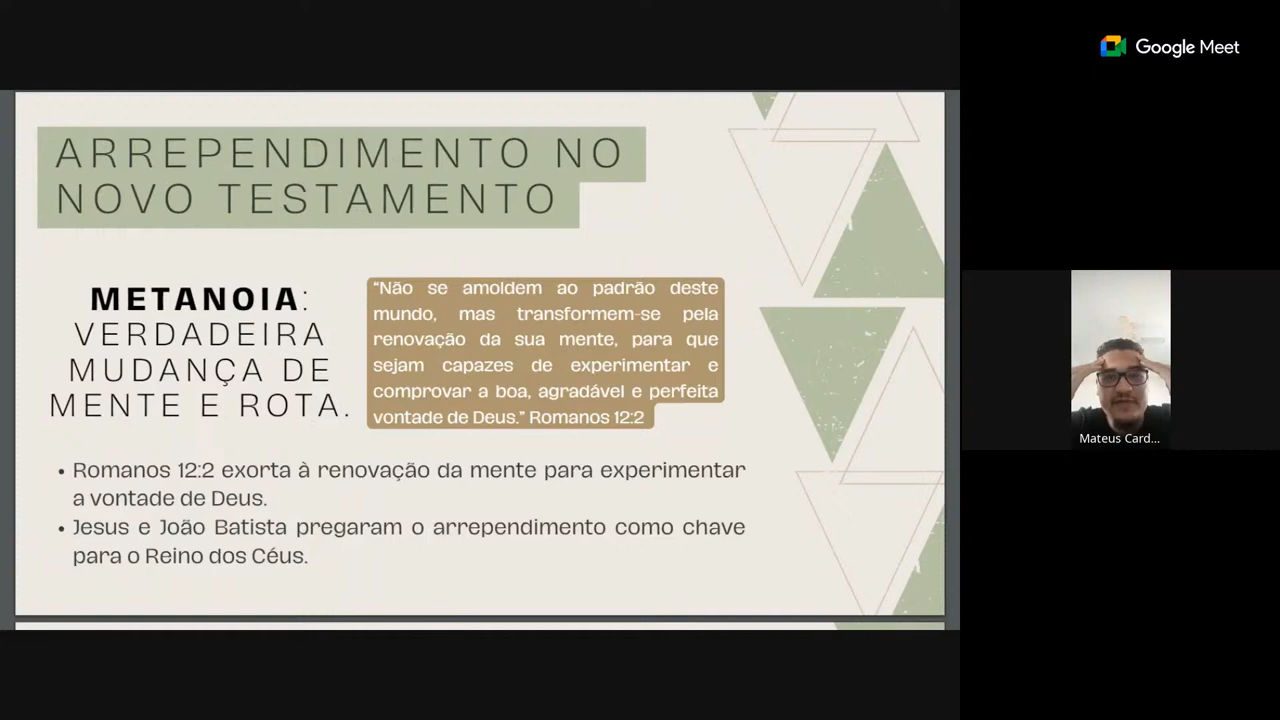 Google Meet
ARREPENDIMENTO NO
NOVO TESTAMENTO
METANOIA:
VERDADEIRA
MUDANÇA DE
MENTE E ROTA.
“Não se amoldem ao padrão deste
mundo, mas transformem-se pela
renovação da sua mente, para que
sejam capazes de experimentar e
comprovar a boa, agradável e perfeita
vontade de Deus.” Romanos 12:2
• Romanos 12:2 exorta à renovação da mente para experimentar
a vontade de Deus.
• Jesus e João Batista pregaram o arrependimento como chave
para o Reino dos Céus.
Mateus Card...